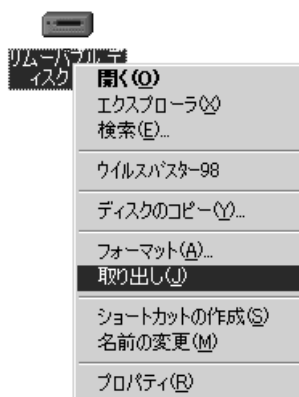 リムーバブル デ
ィスク
開く(O)
エクスプローラ(X)
検索(E)...
ウイルスバスター98
ディスクのコピー(Y)...
フォーマット(A)...
取り出し(J)
ショートカットの作成(S)
名前の変更(M)
プロパティ(R)